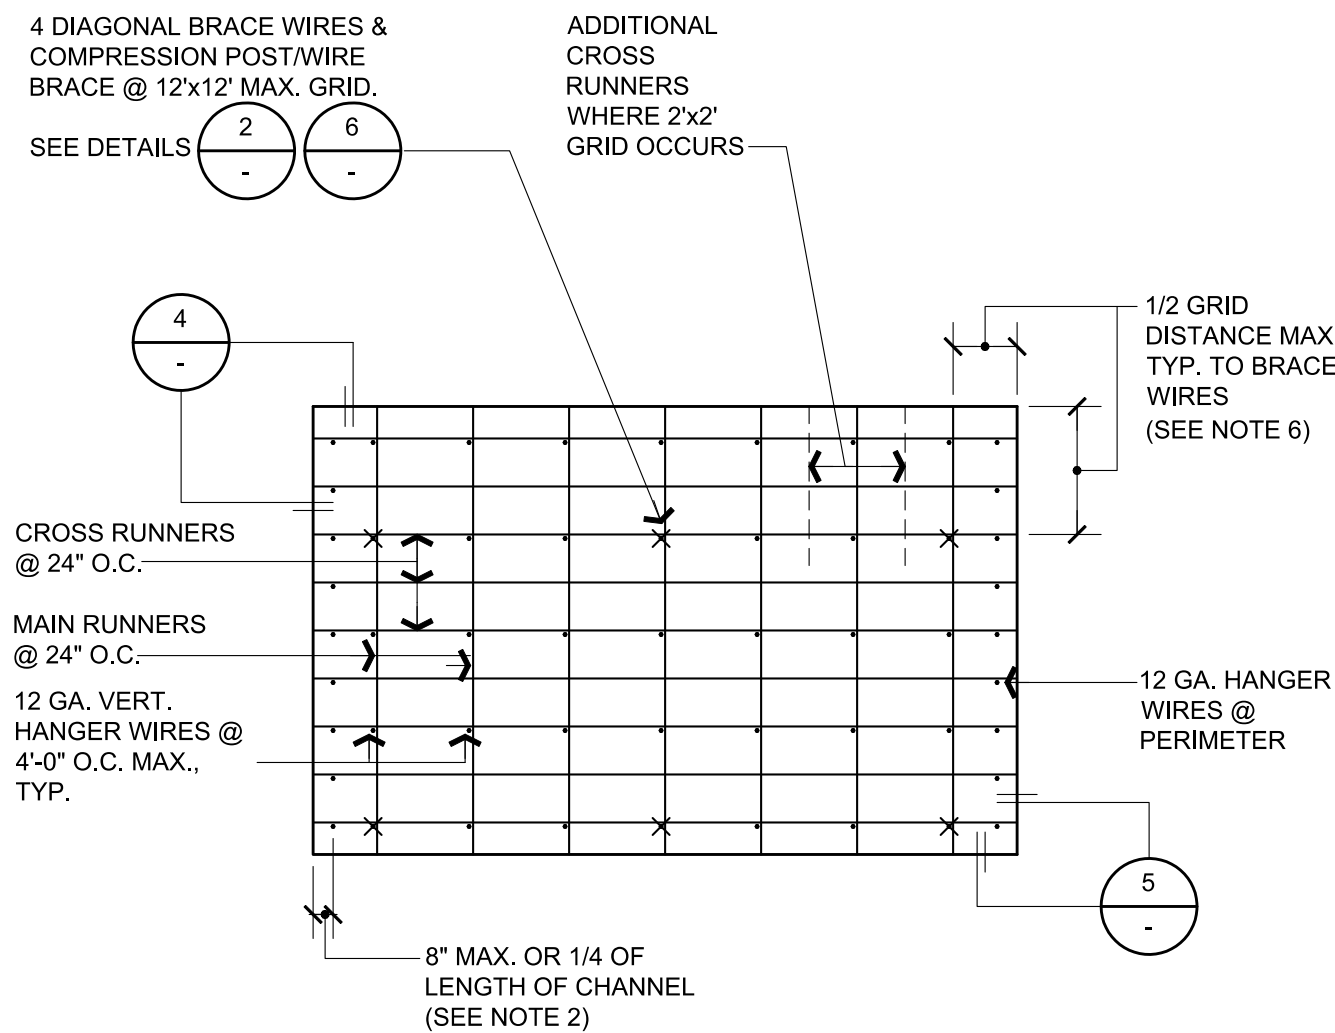 4 DIAGONAL BRACE WIRES &
COMPRESSION POST/WIRE
BRACE @ 12'x12' MAX. GRID.
SEE DETAILS
2
-
6
-
ADDITIONAL
CROSS
RUNNERS
WHERE 2'x2'
GRID OCCURS
4
-
1/2 GRID
DISTANCE MAX
TYP. TO BRACE
WIRES
(SEE NOTE 6)
CROSS RUNNERS
@ 24" O.C.
MAIN RUNNERS
@ 24" O.C.
12 GA. VERT.
HANGER WIRES @
4'-0" O.C. MAX.,
TYP.
12 GA. HANGER
WIRES @
PERIMETER
5
-
8" MAX. OR 1/4 OF
LENGTH OF CHANNEL
(SEE NOTE 2)